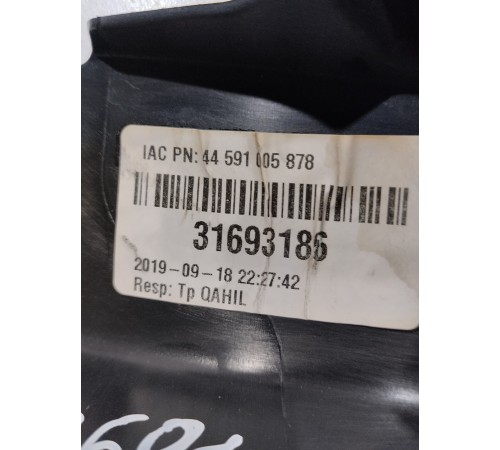 IAC PN: 44 591 005 878
31693186
2019-09-18 22:27:42
Resp: Tp QAHIL